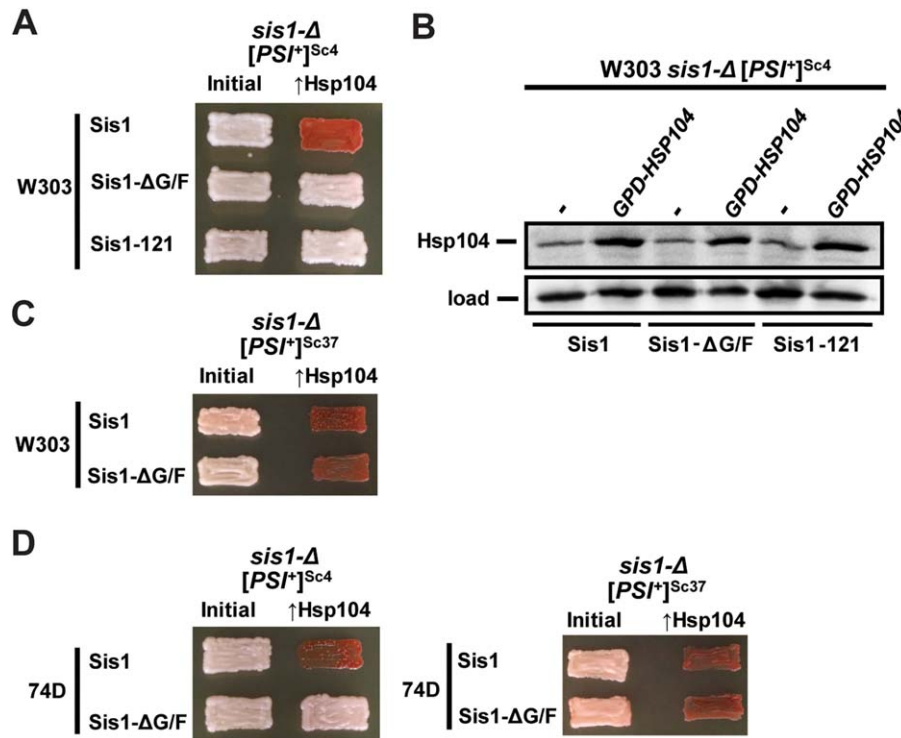 A
sis1-Δ
[PSI⁺]ˢᶜ⁴
Initial ↑Hsp104
W303
Sis1
Sis1-ΔG/F
Sis1-121
B
W303 sis1-Δ [PSI⁺]ˢᶜ⁴
- GPD-HSP104 - GPD-HSP104 - GPD-HSP104
Hsp104
load
Sis1 Sis1-ΔG/F Sis1-121
C
sis1-Δ
[PSI⁺]ˢᶜ³⁷
Initial ↑Hsp104
W303
Sis1
Sis1-ΔG/F
D
sis1-Δ
[PSI⁺]ˢᶜ⁴
Initial ↑Hsp104
74D
Sis1
Sis1-ΔG/F
sis1-Δ
[PSI⁺]ˢᶜ³⁷
Initial ↑Hsp104
74D
Sis1
Sis1-ΔG/F